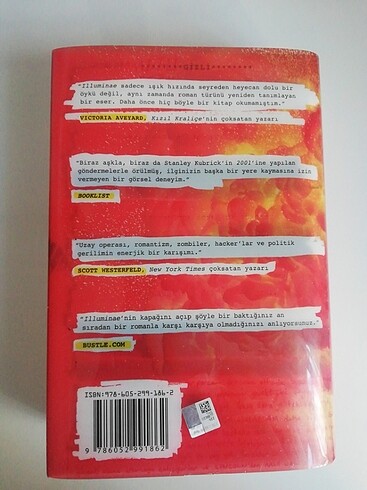 "Illuminae sadece ışık hızında seyreden heyecan dolu bir
öykü değil, aynı zamanda roman türünü yeniden tanımlayan
bir eser. Daha önce hiç böyle bir kitap okumamıştım."
VICTORIA AVEYARD, Kızıl Kraliçe'nin çoksatan yazarı
"Biraz aşkla, biraz da Stanley Kubrick'in 2001'ine yapılan
göndermelerle örülmüş, ilginizin başka bir yere kaymasına izin
vermeyen bir görsel deneyim."
BOOKLIST
"Uzay operası, romantizm, zombiler, hacker'lar ve politik
gerilimin enerjik bir karışımı."
SCOTT WESTERFELD, New York Times çoksatan yazarı
"Illuminae'nin kapağını açıp şöyle bir baktığınız an
sıradan bir romanla karşı karşıya olmadığınızı anlıyorsunuz."
BUSTLE.COM
ISBN:978-605-299-186-2
9 786052 991862